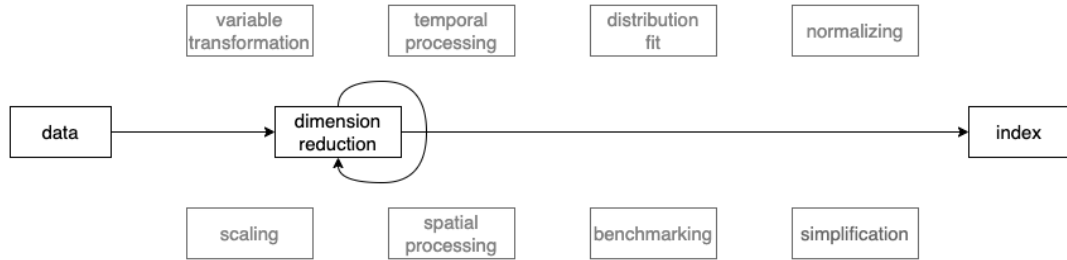 variable
transformation
temporal
processing
distribution
fit
normalizing
data
dimension
reduction
index
scaling
spatial
processing
benchmarking
simplification